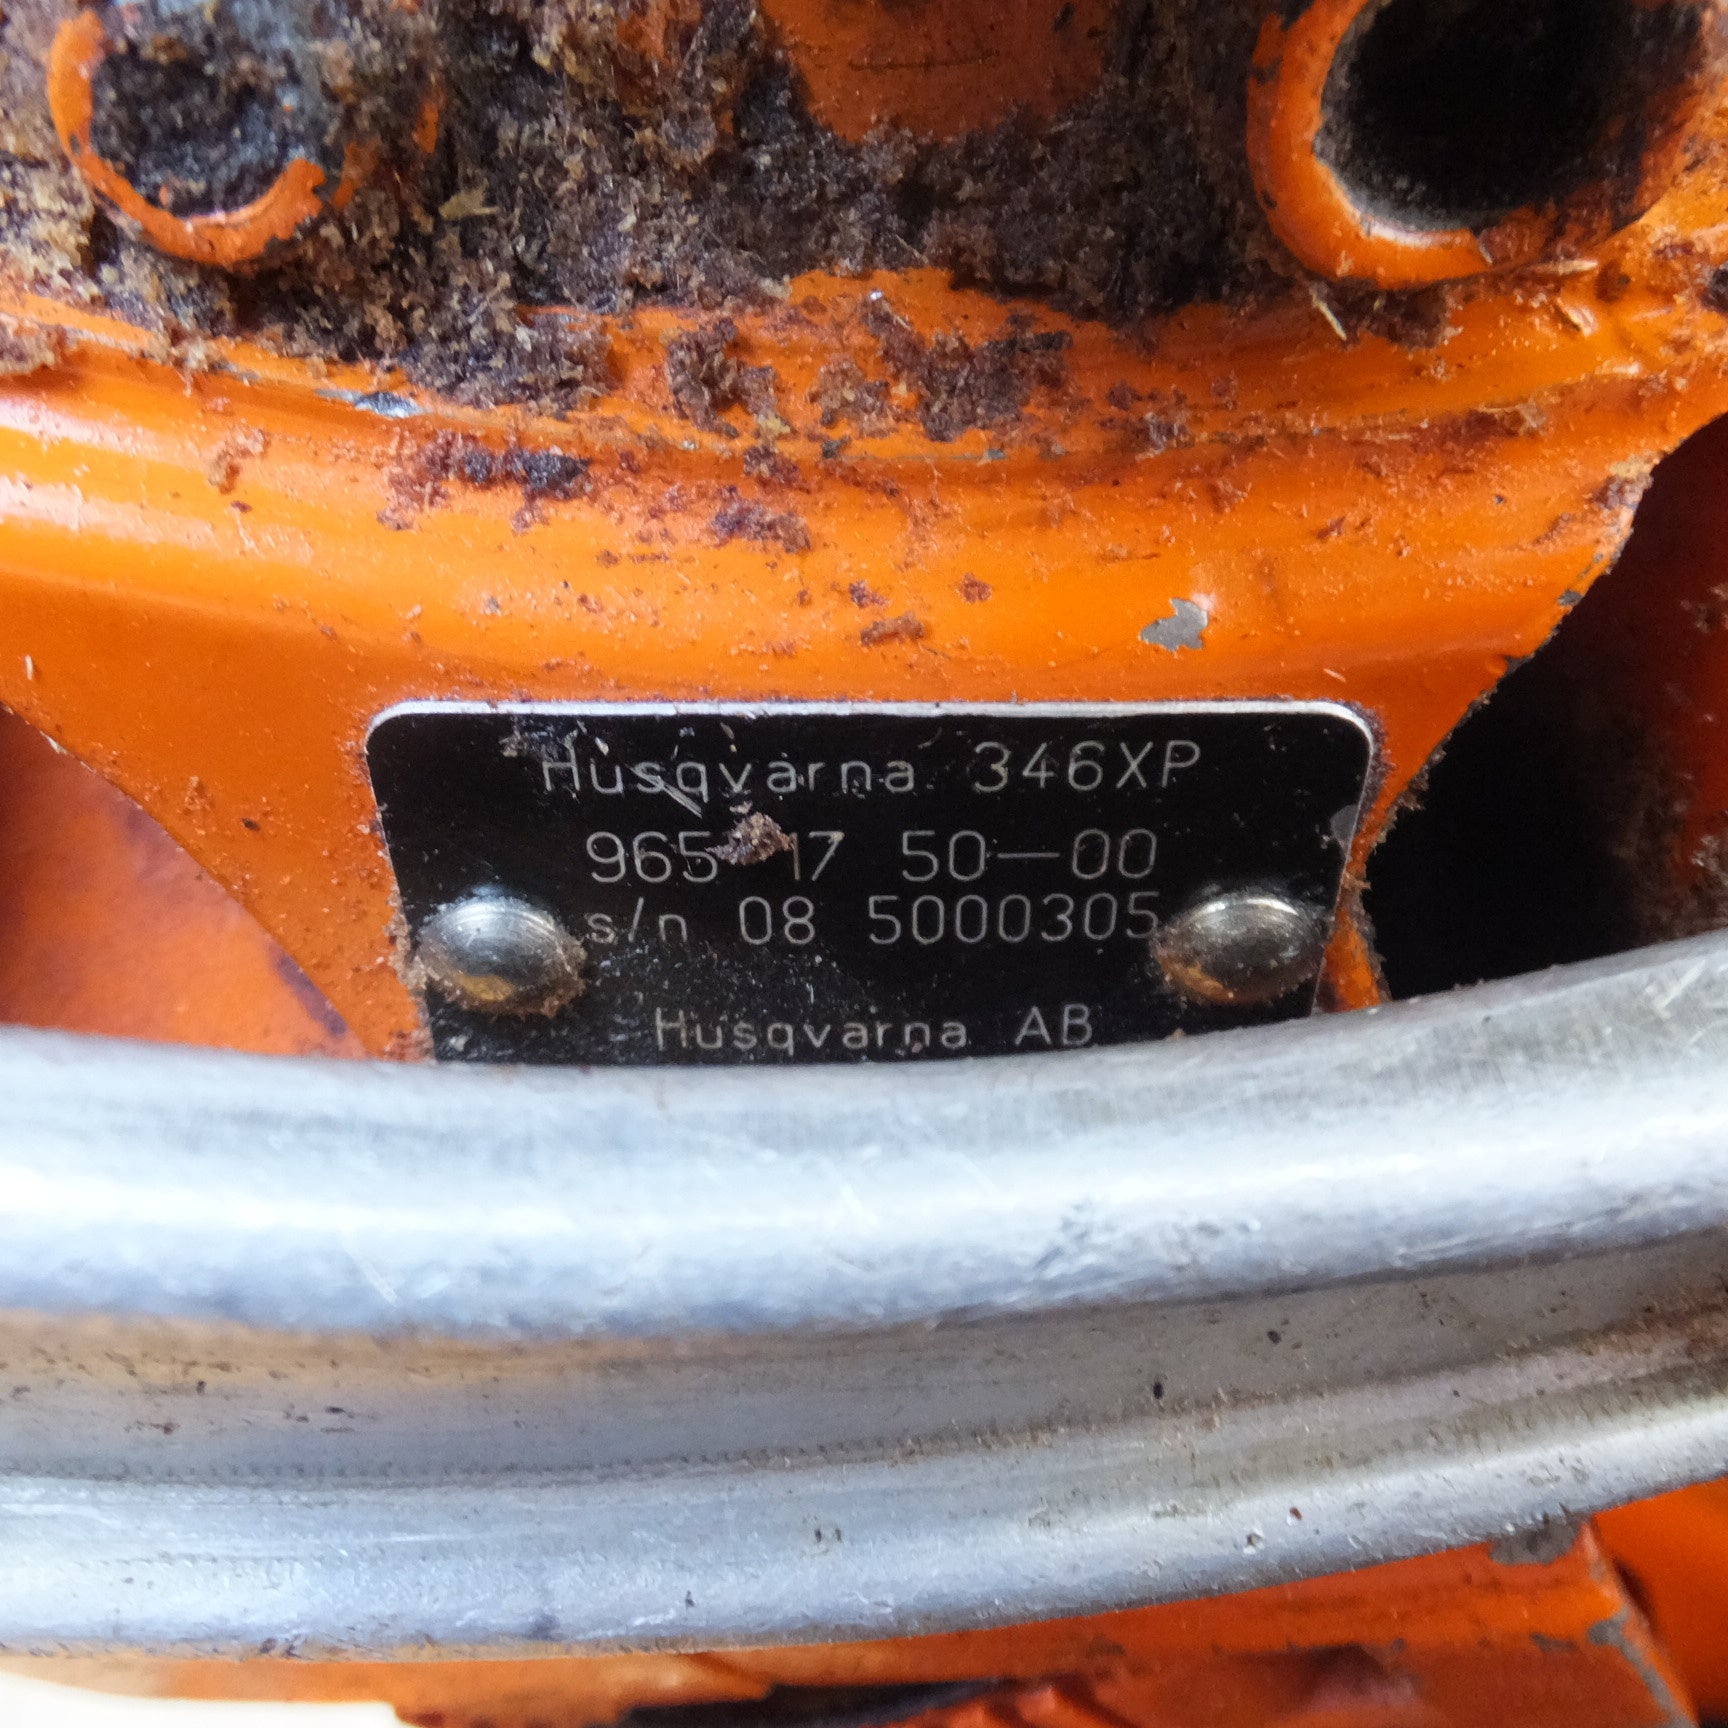 Husqvarna 346XP
965 17 50-00
s/n 08 5000305
Husqvarna AB